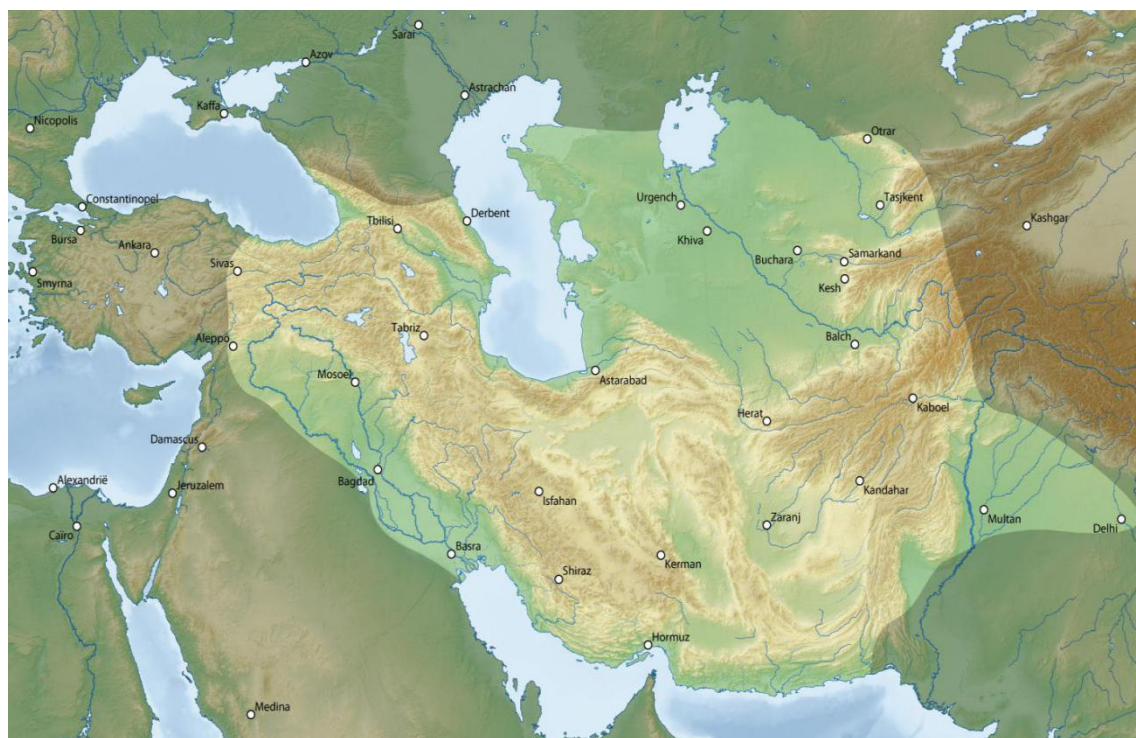 Sarai
Azov
Astrachan
Kaffa
Nicopolis
Otrar
Constantinopel
Urgench
Tasjkent
Derbent
Kashgar
Tbilisi
Bursa
Khiva
Ankara
Buchara
Samarkand
Sivas
Smyrna
Kesh
Tabriz
Balch
Aleppo
Mosoel
Astarabad
Kaboel
Herat
Damascus
Bagdad
Kandahar
Alexandrië
Jeruzalem
Isfahan
Multan
Zaranj
Delhi
Caïro
Basra
Kerman
Shiraz
Hormuz
Medina